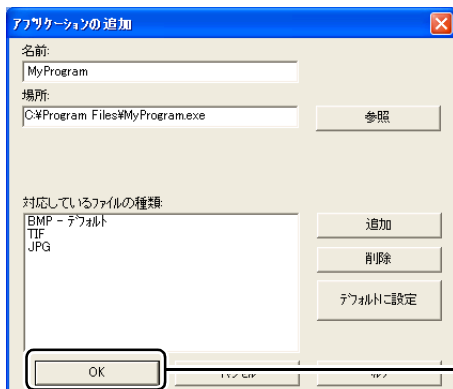 アプリケーションの追加
名前:
MyProgram
場所:
C:¥Program Files¥MyProgram.exe
参照
対応しているファイルの種類:
BMP - デフォルト
TIF
JPG
追加
削除
デフォルトに設定
OK